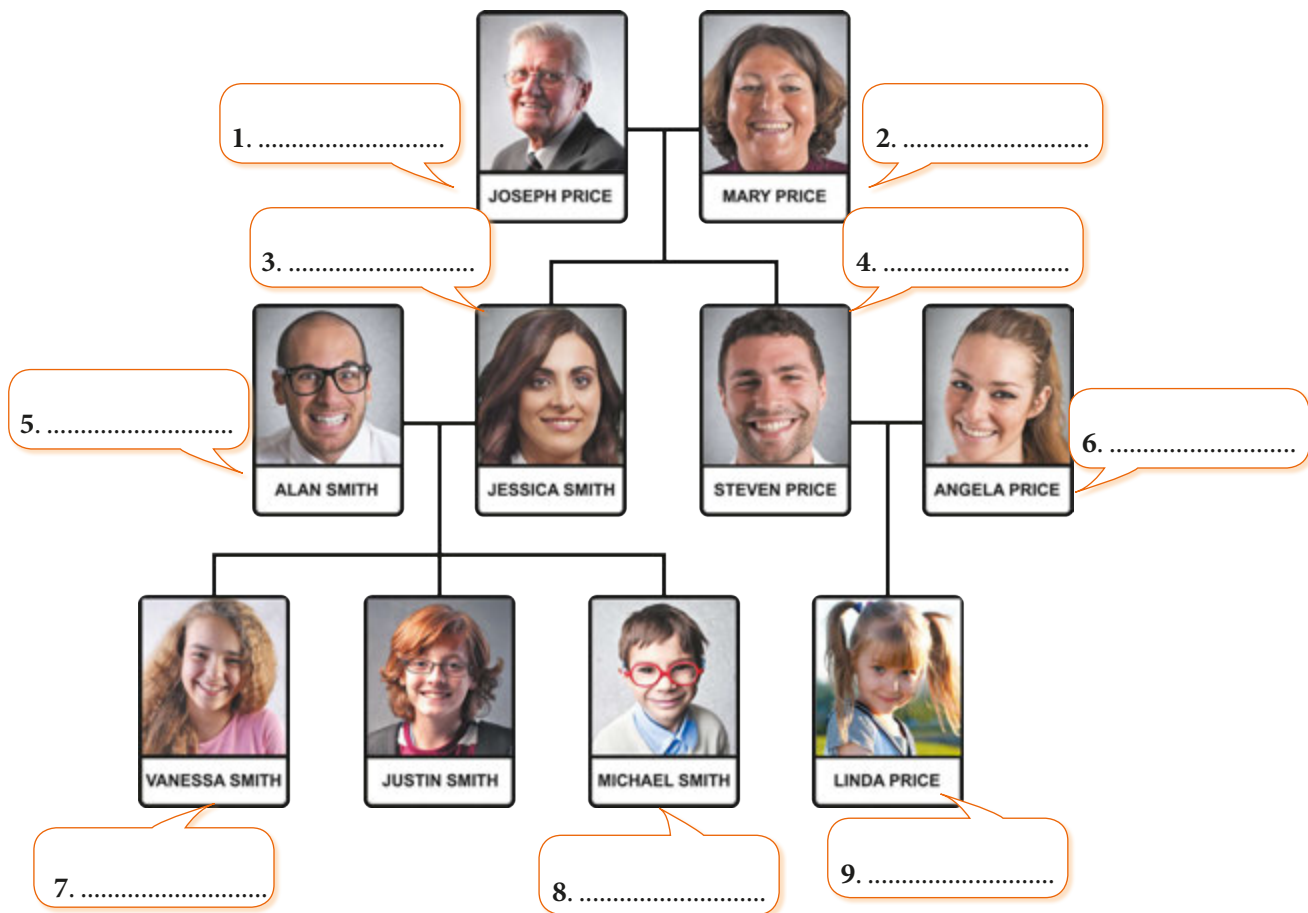 1. ............................
2. ............................
JOSEPH PRICE
MARY PRICE
3. ............................
4. ............................
5. ............................
6. ............................
ALAN SMITH
JESSICA SMITH
STEVEN PRICE
ANGELA PRICE
VANESSA SMITH
JUSTIN SMITH
MICHAEL SMITH
LINDA PRICE
7. ............................
8. ............................
9. ............................